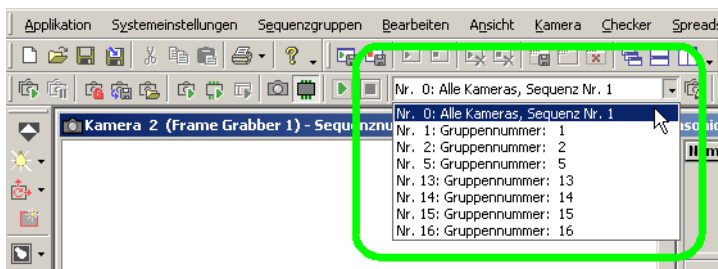 Applikation Systemeinstellungen Sequenzgruppen Bearbeiten Ansicht Kamera Checker Spreads
Nr. 0: Alle Kameras, Sequenz Nr. 1
Kamera 2 (Frame Grabber 1) - Sequenznu
Nr. 0: Alle Kameras, Sequenz Nr. 1
Nr. 1: Gruppennummer: 1
Nr. 2: Gruppennummer: 2
Nr. 5: Gruppennummer: 5
Nr. 13: Gruppennummer: 13
Nr. 14: Gruppennummer: 14
Nr. 15: Gruppennummer: 15
Nr. 16: Gruppennummer: 16